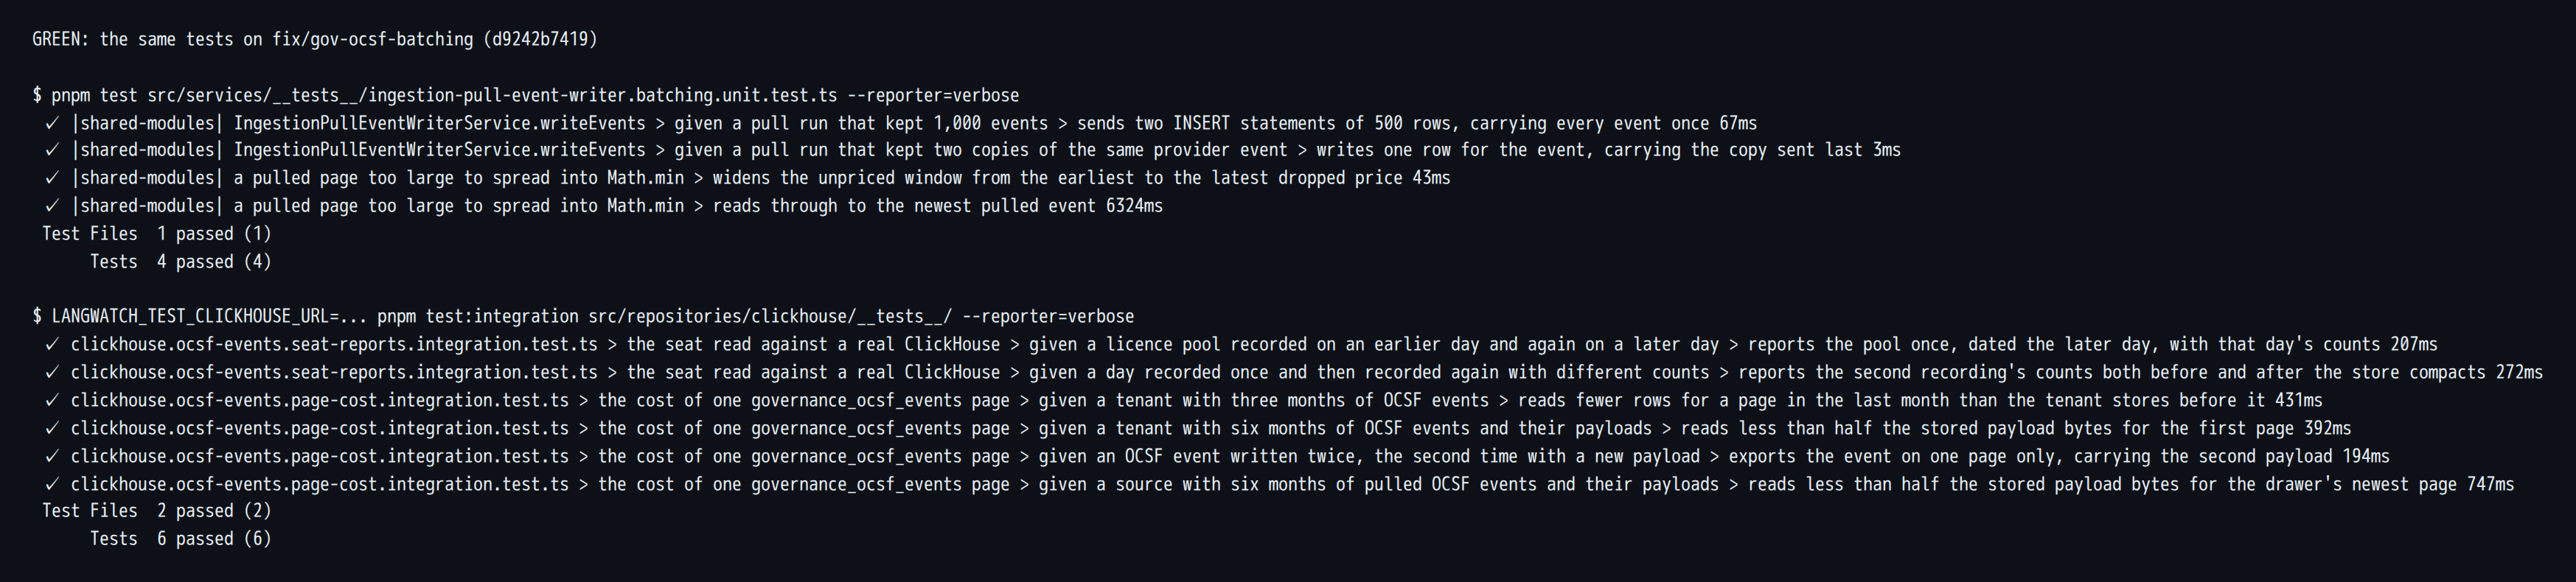 GREEN: the same tests on fix/gov-ocsf-batching (d9242b7419)
$ pnpm test src/services/__tests__/ingestion-pull-event-writer.batching.unit.test.ts --reporter=verbose
✓ |shared-modules| IngestionPullEventWriterService.writeEvents > given a pull run that kept 1,000 events > sends two INSERT statements of 500 rows, carrying every event once 67ms
✓ |shared-modules| IngestionPullEventWriterService.writeEvents > given a pull run that kept two copies of the same provider event > writes one row for the event, carrying the copy sent last 3ms
✓ |shared-modules| a pulled page too large to spread into Math.min > widens the unpriced window from the earliest to the latest dropped price 43ms
✓ |shared-modules| a pulled page too large to spread into Math.min > reads through to the newest pulled event 6324ms
Test Files  1 passed (1)
Tests  4 passed (4)
$ LANGWATCH_TEST_CLICKHOUSE_URL=... pnpm test:integration src/repositories/clickhouse/__tests__/ --reporter=verbose
✓ clickhouse.ocsf-events.seat-reports.integration.test.ts > the seat read against a real ClickHouse > given a licence pool recorded on an earlier day and again on a later day > reports the pool once, dated the later day, with that day's counts 207ms
✓ clickhouse.ocsf-events.seat-reports.integration.test.ts > the seat read against a real ClickHouse > given a day recorded once and then recorded again with different counts > reports the second recording's counts both before and after the store compacts 272ms
✓ clickhouse.ocsf-events.page-cost.integration.test.ts > the cost of one governance_ocsf_events page > given a tenant with three months of OCSF events > reads fewer rows for a page in the last month than the tenant stores before it 431ms
✓ clickhouse.ocsf-events.page-cost.integration.test.ts > the cost of one governance_ocsf_events page > given a tenant with six months of OCSF events and their payloads > reads less than half the stored payload bytes for the first page 392ms
✓ clickhouse.ocsf-events.page-cost.integration.test.ts > the cost of one governance_ocsf_events page > given an OCSF event written twice, the second time with a new payload > exports the event on one page only, carrying the second payload 194ms
✓ clickhouse.ocsf-events.page-cost.integration.test.ts > the cost of one governance_ocsf_events page > given a source with six months of pulled OCSF events and their payloads > reads less than half the stored payload bytes for the drawer's newest page 747ms
Test Files  2 passed (2)
Tests  6 passed (6)